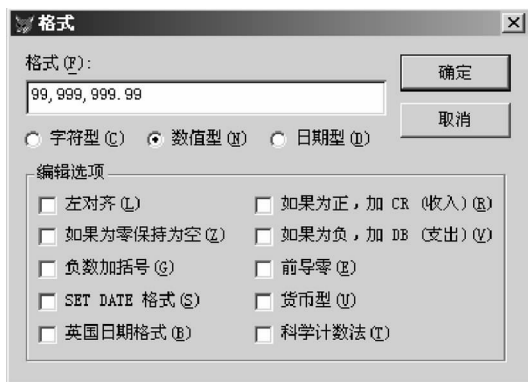 格式
格式(F):
确定
99,999,999.99
取消
字符型(C) 数值型(N) 日期型(D)
编辑选项
左对齐(L) 如果为正，加 CR (收入)(R)
如果为零保持为空(Z) 如果为负，加 DB (支出)(V)
负数加括号(G) 前导零(E)
SET DATE 格式(S) 货币型(U)
英国日期格式(B) 科学计数法(T)